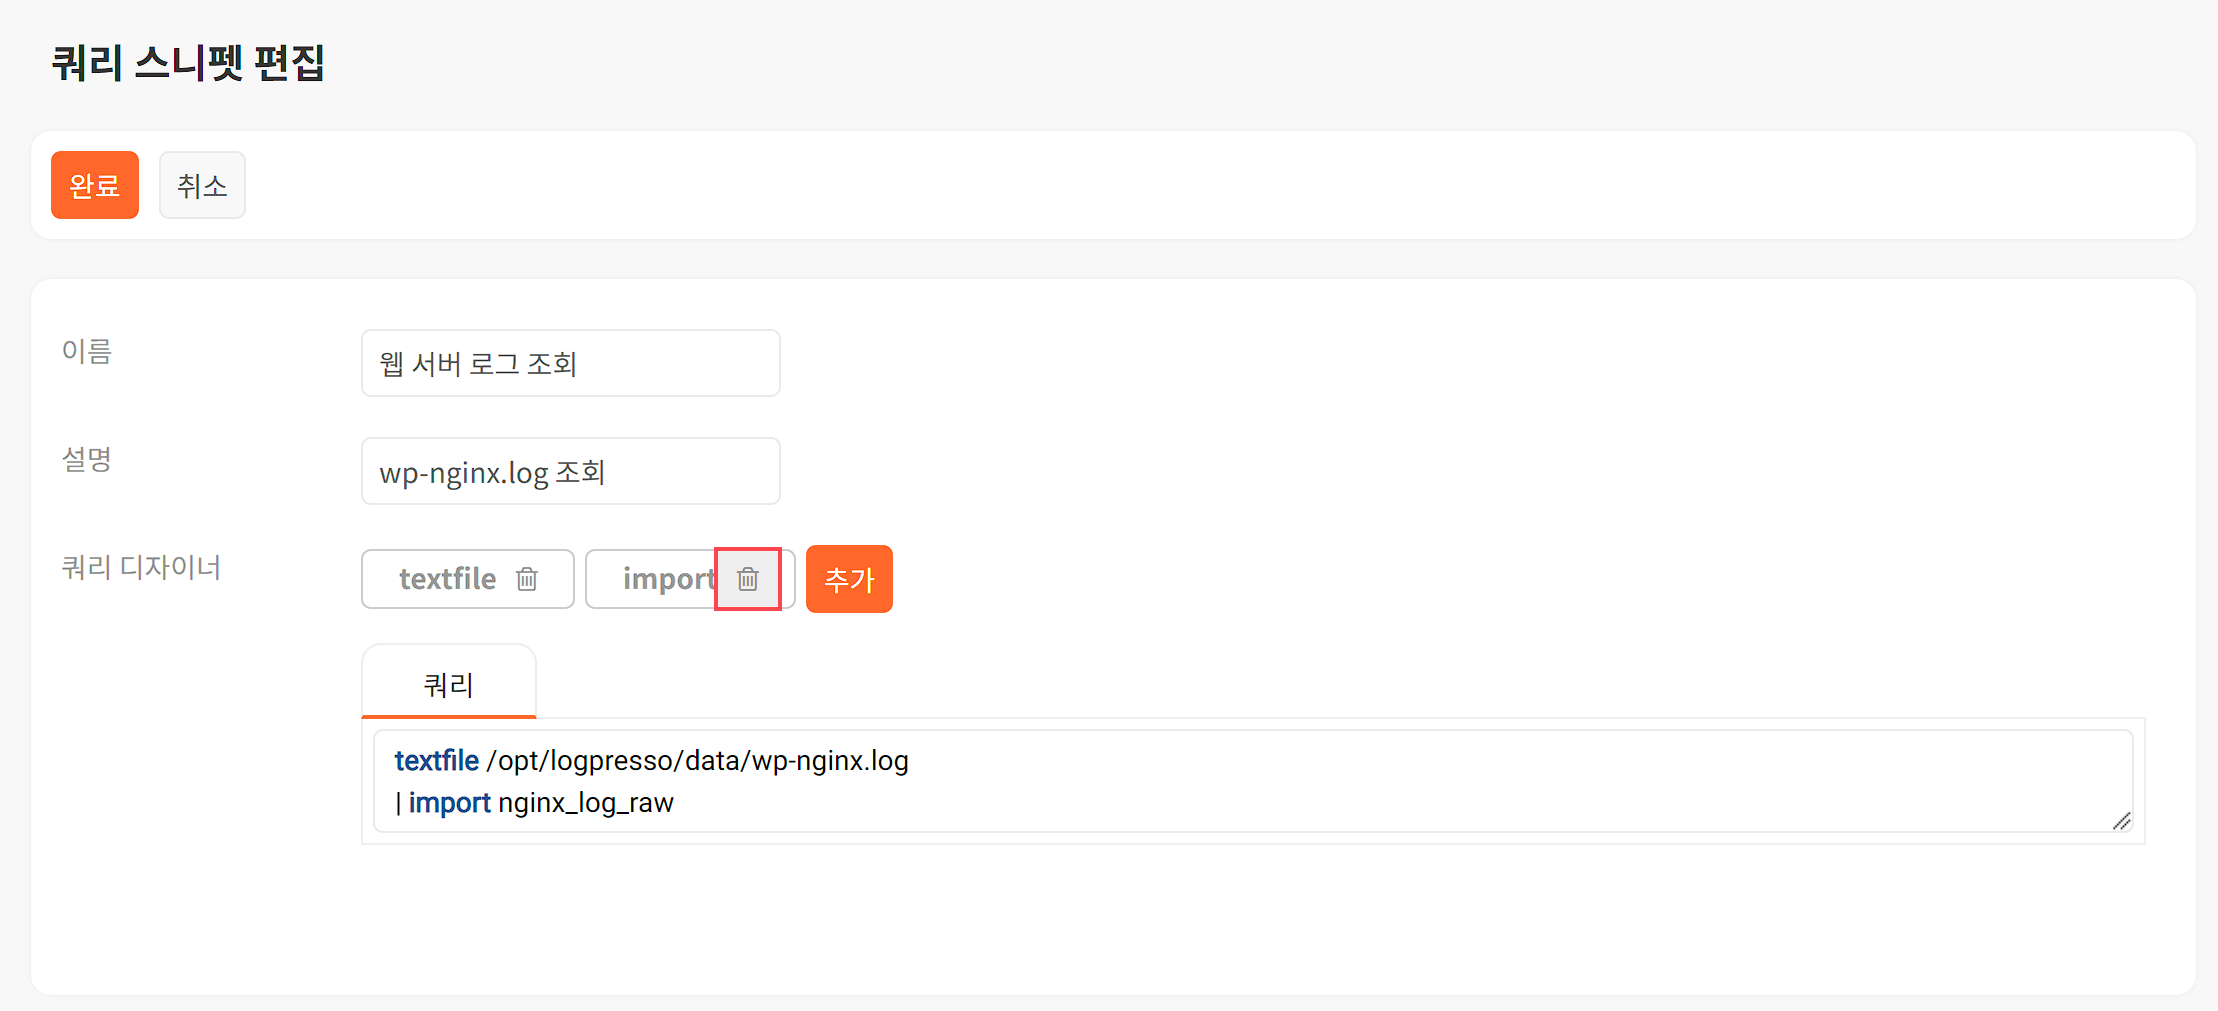 쿼리 스니펫 편집
완료 취소
이름 웹 서버 로그 조회
설명 wp-nginx.log 조회
쿼리 디자이너 textfile import 추가
쿼리
textfile /opt/logpresso/data/wp-nginx.log
| import nginx_log_raw